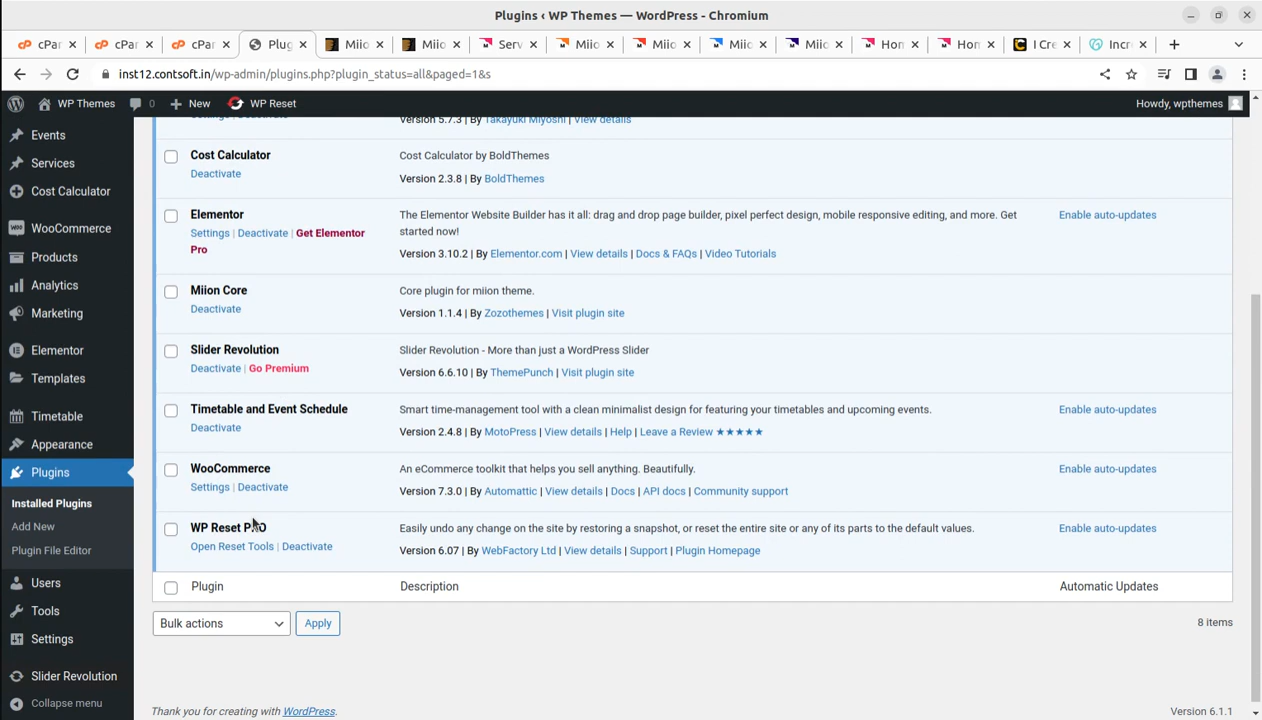 Plugins ‹ WP Themes — WordPress - Chromium
cPar
cPar
cPar
Plug
Miio
Miio
Serv
Miio
Miio
Miio
Miio
Hon
Hon
I Cre
Incre
inst12.contsoft.in/wp-admin/plugins.php?plugin_status=all&paged=1&s
WP Themes
0
New
WP Reset
Howdy, wpthemes
Events
Services
Cost Calculator
WooCommerce
Products
Analytics
Marketing
Elementor
Templates
Timetable
Appearance
Plugins
Installed Plugins
Add New
Plugin File Editor
Users
Tools
Settings
Slider Revolution
Collapse menu
Settings | Deactivate
Version 5.7.3 | By Takayuki Miyoshi | View details
Cost Calculator
Deactivate
Cost Calculator by BoldThemes
Version 2.3.8 | By BoldThemes
Elementor
Settings | Deactivate | Get Elementor
Pro
The Elementor Website Builder has it all: drag and drop page builder, pixel perfect design, mobile responsive editing, and more. Get
started now!
Version 3.10.2 | By Elementor.com | View details | Docs & FAQs | Video Tutorials
Enable auto-updates
Miion Core
Deactivate
Core plugin for miion theme.
Version 1.1.4 | By Zozothemes | Visit plugin site
Slider Revolution
Deactivate | Go Premium
Slider Revolution - More than just a WordPress Slider
Version 6.6.10 | By ThemePunch | Visit plugin site
Timetable and Event Schedule
Deactivate
Smart time-management tool with a clean minimalist design for featuring your timetables and upcoming events.
Version 2.4.8 | By MotoPress | View details | Help | Leave a Review ★★★★★
Enable auto-updates
WooCommerce
Settings | Deactivate
An eCommerce toolkit that helps you sell anything. Beautifully.
Version 7.3.0 | By Automattic | View details | Docs | API docs | Community support
Enable auto-updates
WP Reset PRO
Open Reset Tools | Deactivate
Easily undo any change on the site by restoring a snapshot, or reset the entire site or any of its parts to the default values.
Version 6.07 | By WebFactory Ltd | View details | Support | Plugin Homepage
Enable auto-updates
Plugin
Description
Automatic Updates
Bulk actions
Apply
8 items
Thank you for creating with WordPress.
Version 6.1.1